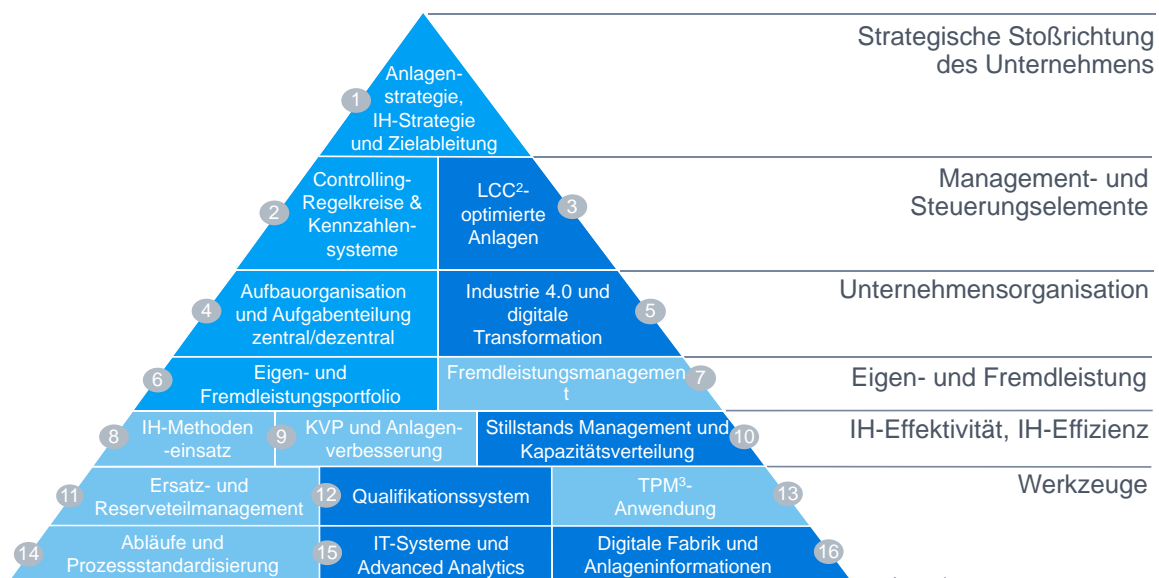 Strategische Stoßrichtung
des Unternehmens
1
Anlagen-
strategie,
IH-Strategie
und Zielableitung
Management- und
Steuerungselemente
2
Controlling-
Regelkreise &
Kennzahlen-
systeme
LCC²-
optimierte
Anlagen
3
Unternehmensorganisation
4
Aufbauorganisation
und Aufgabenteilung
zentral/dezentral
Industrie 4.0 und
digitale
Transformation
5
Eigen- und Fremdleistung
6
Eigen- und
Fremdleistungsportfolio
Fremdleistungsmanagemen
t
7
IH-Effektivität, IH-Effizienz
8
IH-Methoden
-einsatz
9
KVP und Anlagen-
verbesserung
Stillstands Management und
Kapazitätsverteilung
10
Werkzeuge
11
Ersatz- und
Reserveteilmanagement
12
Qualifikationssystem
TPM³-
Anwendung
13
14
Abläufe und
Prozessstandardisierung
15
IT-Systeme und
Advanced Analytics
Digitale Fabrik und
Anlageninformationen
16